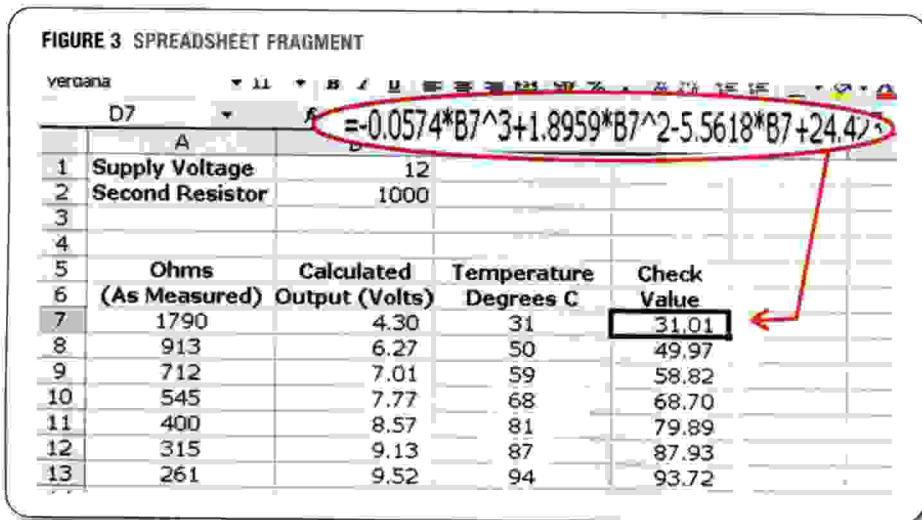 FIGURE 3 SPREADSHEET FRAGMENT
verdana 11 B I U %
D7
=-0.0574*B7^3+1.8959*B7^2-5.5618*B7+24.42
A
1 Supply Voltage 12
2 Second Resistor 1000
3
4
5 Ohms Calculated Temperature Check
6 (As Measured) Output (Volts) Degrees C Value
7 1790 4.30 31 31.01
8 913 6.27 50 49.97
9 712 7.01 59 58.82
10 545 7.77 68 68.70
11 400 8.57 81 79.89
12 315 9.13 87 87.93
13 261 9.52 94 93.72